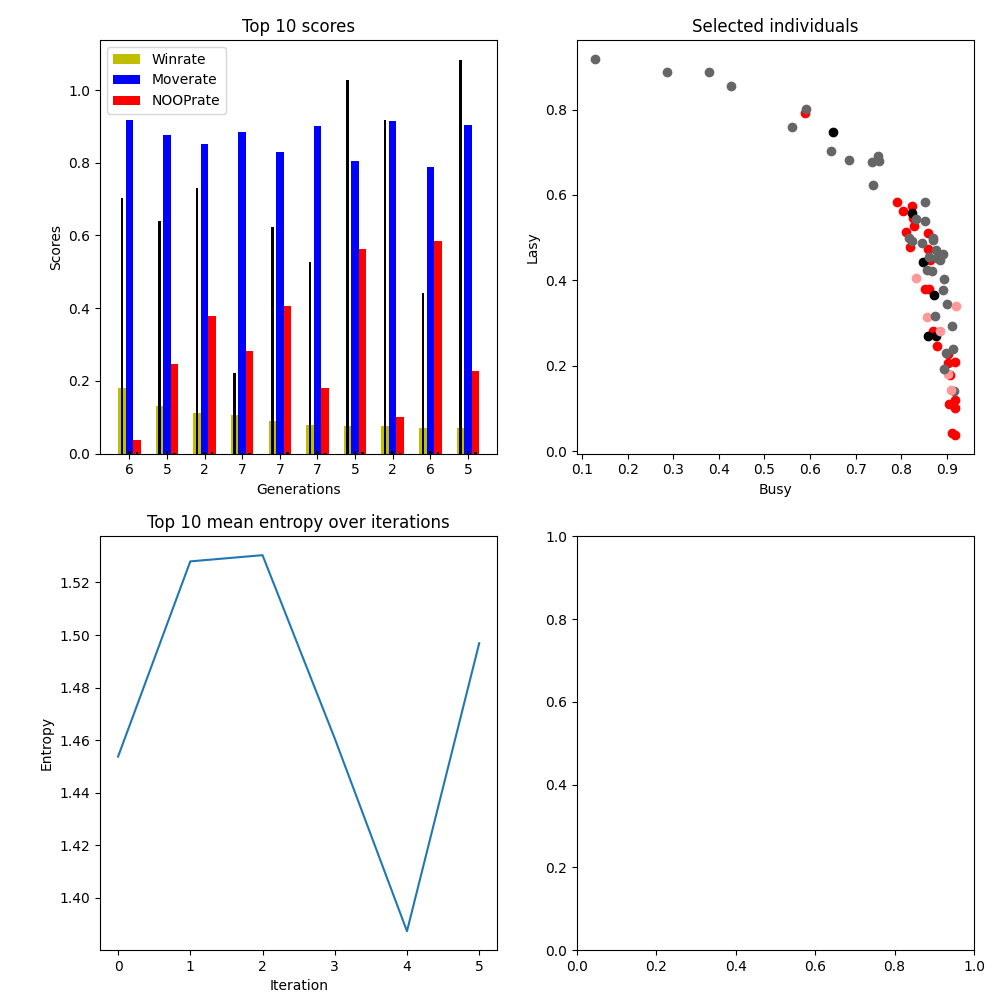 Top 10 scores
Winrate
Moverate
NOOPrate
Scores
1.0
0.8
0.6
0.4
0.2
0.0
6 5 2 7 7 7 5 2 6 5
Generations
Selected individuals
Lasy
0.8
0.6
0.4
0.2
0.0
0.1 0.2 0.3 0.4 0.5 0.6 0.7 0.8 0.9
Busy
Top 10 mean entropy over iterations
Entropy
1.52
1.50
1.48
1.46
1.44
1.42
1.40
0 1 2 3 4 5
Iteration
1.0
0.8
0.6
0.4
0.2
0.0
0.0 0.2 0.4 0.6 0.8 1.0